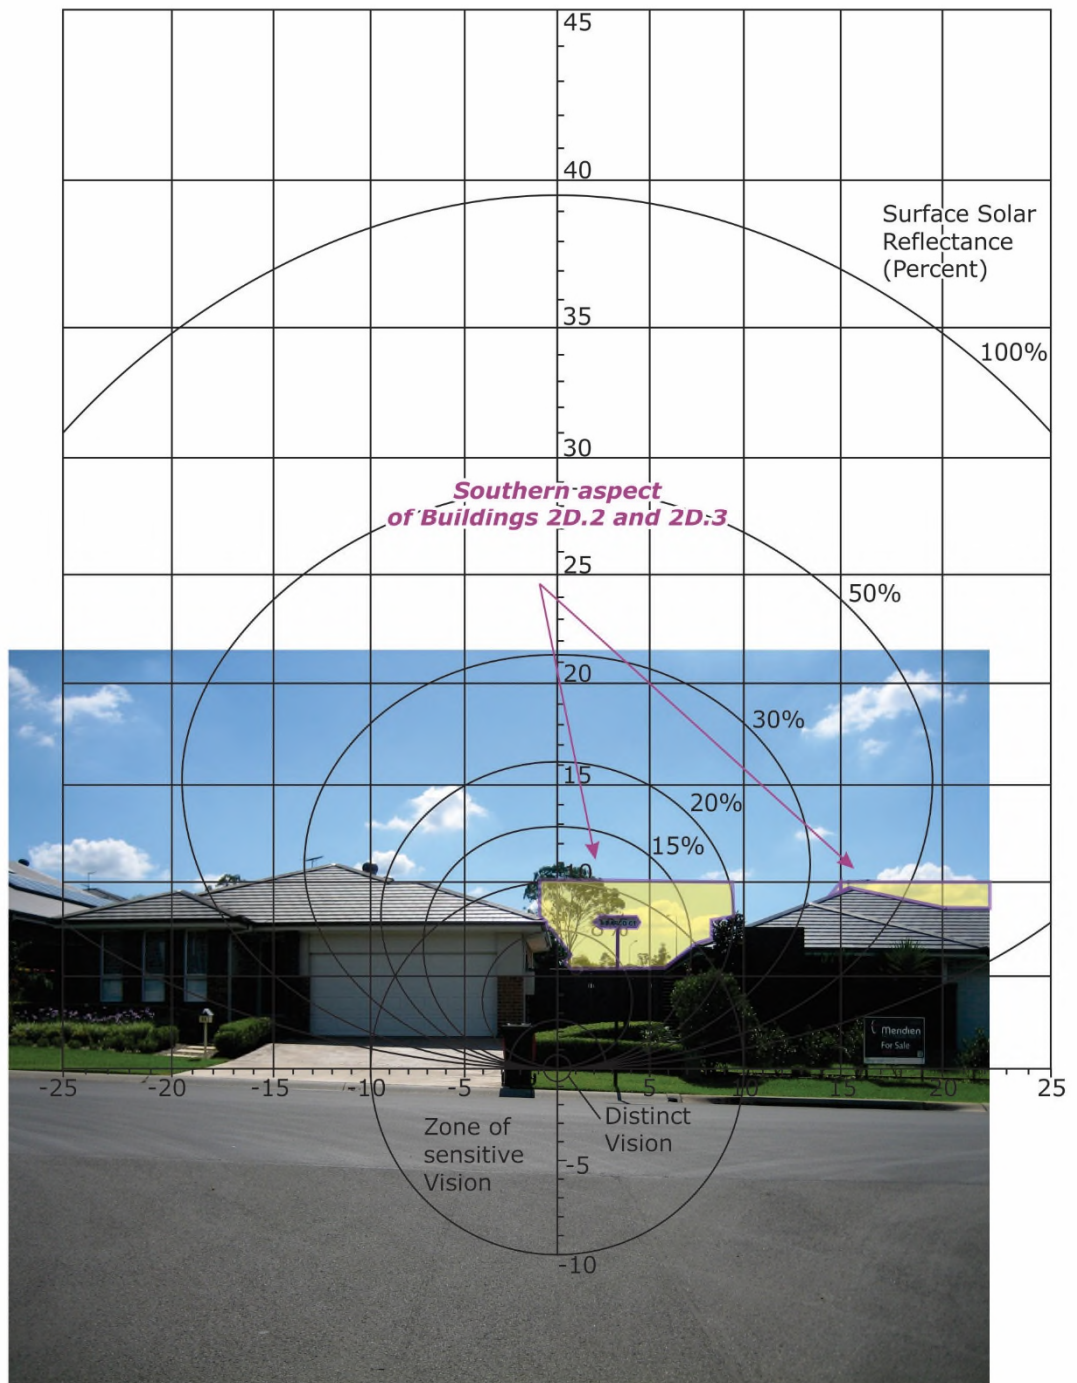 45
40
Surface Solar
Reflectance
(Percent)
35
100%
30
Southern aspect
of Buildings 2D.2 and 2D.3
25
50%
20
30%
15
20%
15%
10
8%
Meridien
For Sale
-25 -20 -15 -10 -5 5 10 15 20 25
Zone of
sensitive
Vision
Distinct
Vision
-5
-10